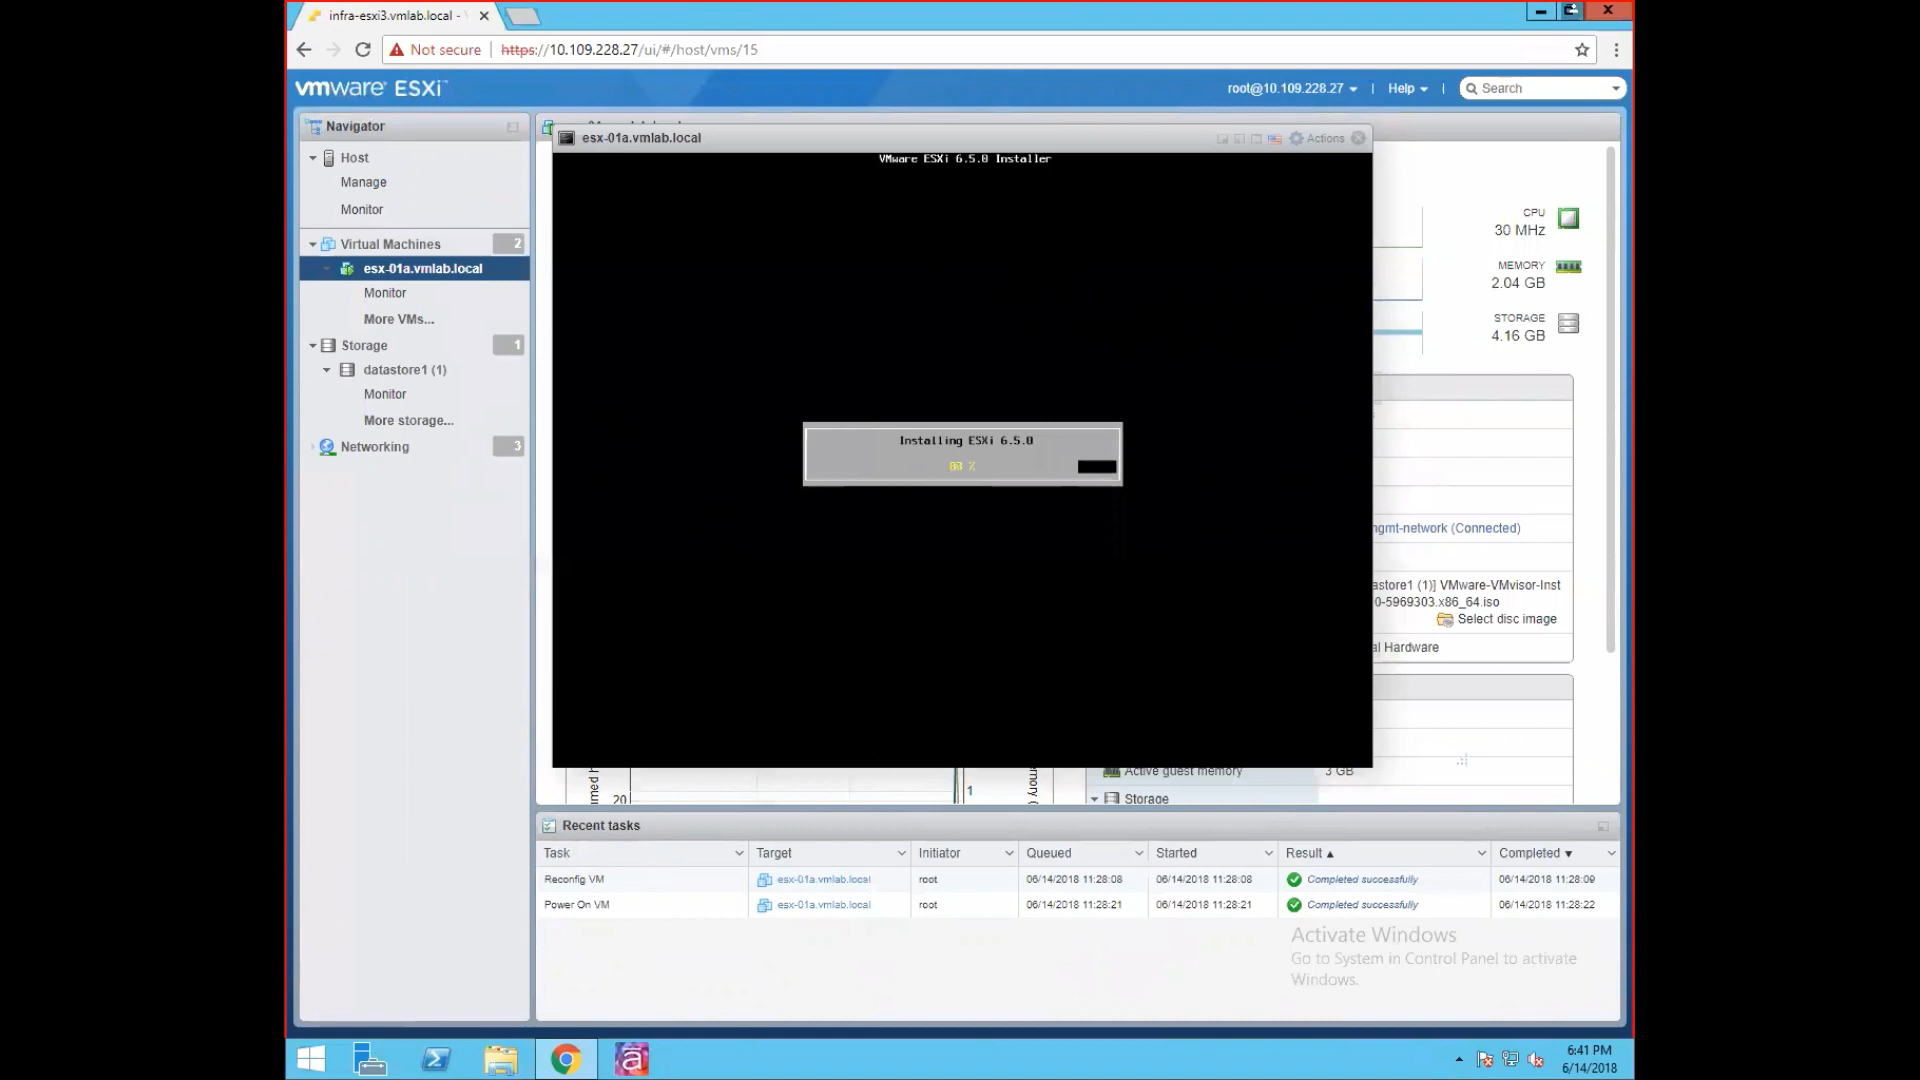 infra-esxi3.vmlab.local -
Not secure
https://10.109.228.27/ui/#/host/vms/15
vmware ESXi™
root@10.109.228.27
Help
Search
Navigator
Host
Manage
Monitor
Virtual Machines
2
esx-01a.vmlab.local
Monitor
More VMs...
Storage
1
datastore1 (1)
Monitor
More storage...
Networking
3
esx-01a.vmlab.local
Actions
VMware ESXi 6.5.0 Installer
Installing ESXi 6.5.0
CPU
30 MHz
MEMORY
2.04 GB
STORAGE
4.16 GB
mgmt-network (Connected)
astore1 (1)] VMware-VMvisor-Inst
0-5969303.x86_64.iso
Select disc image
al Hardware
20
1
Active guest memory
3 GB
Storage
Recent tasks
Task Target Initiator Queued Started Result Completed
Reconfig VM esx-01a.vmlab.local root 06/14/2018 11:28:08 06/14/2018 11:28:08 Completed successfully 06/14/2018 11:28:09
Power On VM esx-01a.vmlab.local root 06/14/2018 11:28:21 06/14/2018 11:28:21 Completed successfully 06/14/2018 11:28:22
Activate Windows
Go to System in Control Panel to activate
Windows.
6:41 PM
6/14/2018